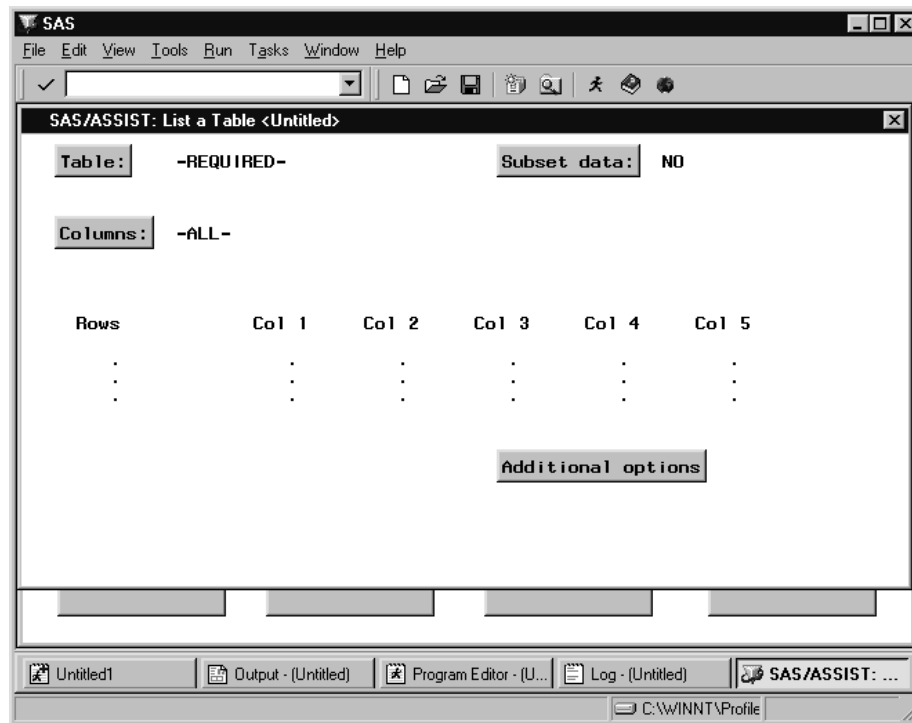 SAS
File Edit View Tools Run Tasks Window Help
SAS/ASSIST: List a Table <Untitled>
Table: -REQUIRED- Subset data: NO
Columns: -ALL-
Rows Col 1 Col 2 Col 3 Col 4 Col 5
. . . . . .
. . . . . .
. . . . . .
Additional options
Untitled1 Output - (Untitled) Program Editor - (U... Log - (Untitled) SAS/ASSIST: ...
C:\WINNT\Profile